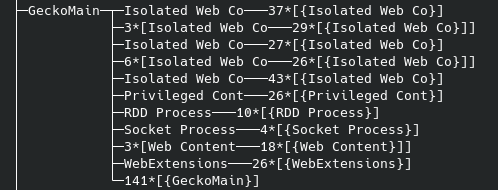 ├─GeckoMain─┬─Isolated Web Co───37*[{Isolated Web Co}]
├─3*[Isolated Web Co───29*[{Isolated Web Co}]]
├─Isolated Web Co───27*[{Isolated Web Co}]
├─6*[Isolated Web Co───26*[{Isolated Web Co}]]
├─Isolated Web Co───43*[{Isolated Web Co}]
├─Privileged Cont───26*[{Privileged Cont}]
├─RDD Process───10*[{RDD Process}]
├─Socket Process───4*[{Socket Process}]
├─3*[Web Content───18*[{Web Content}]]
├─WebExtensions───26*[{WebExtensions}]
└─141*[{GeckoMain}]